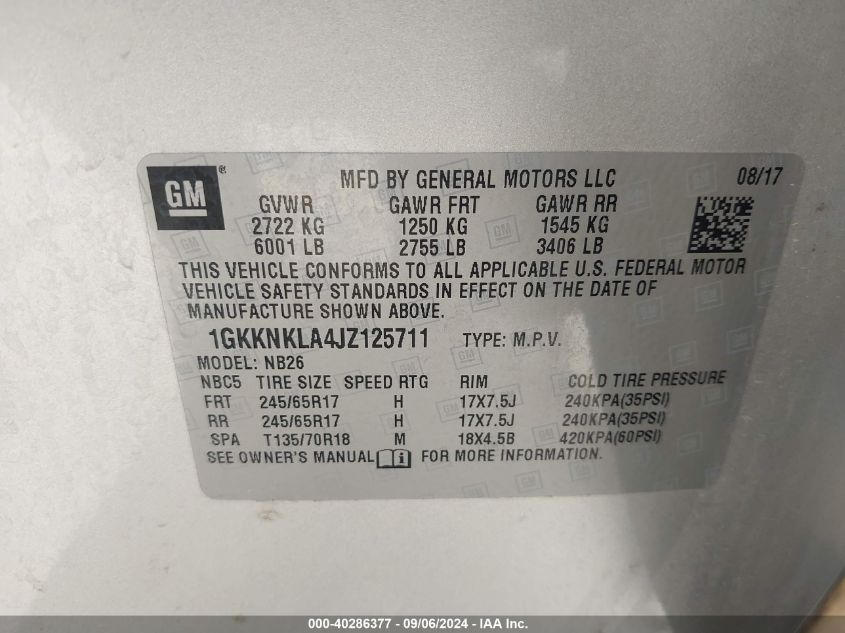 GM ® MFD BY GENERAL MOTORS LLC 08/17
GVWR GAWR FRT GAWR RR
2722 KG 1250 KG 1545 KG
6001 LB 2755 LB 3406 LB
THIS VEHICLE CONFORMS TO ALL APPLICABLE U.S. FEDERAL MOTOR
VEHICLE SAFETY STANDARDS IN EFFECT ON THE DATE OF
MANUFACTURE SHOWN ABOVE.
1GKKNKLA4JZ125711 TYPE: M.P.V.
MODEL: NB26
NBC5 TIRE SIZE SPEED RTG RIM COLD TIRE PRESSURE
FRT 245/65R17 H 17X7.5J 240KPA(35PSI)
RR 245/65R17 H 17X7.5J 240KPA(35PSI)
SPA T135/70R18 M 18X4.5B 420KPA(60PSI)
SEE OWNER'S MANUAL FOR MORE INFORMATION.
000-40286377 - 09/06/2024 - IAA Inc.